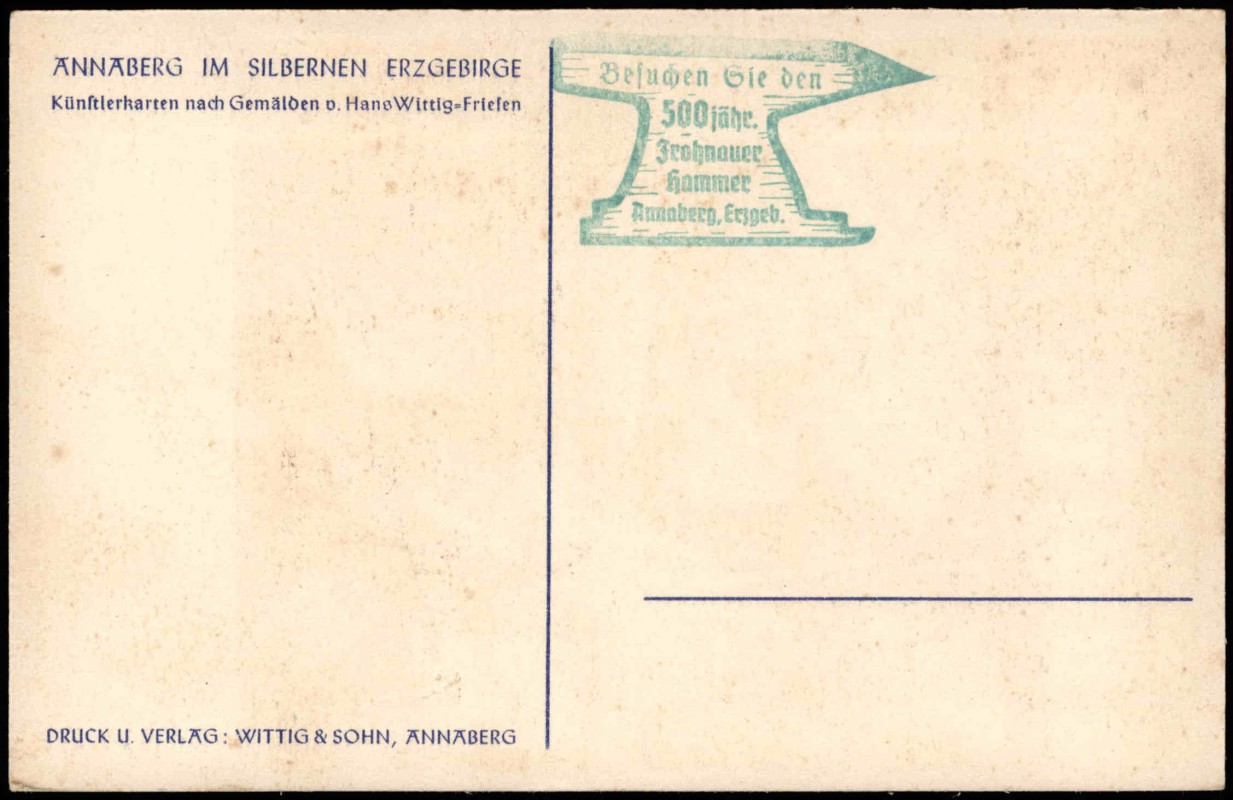 ANNABERG IM SILBERNEN ERZGEBIRGE
Künſtlerkarten nach Gemälden v. Hans Wittig=Frieſen
Beſuchen Sie den
500jähr.
Frohnauer
Hammer
Annaberg, Erzgeb.
DRUCK U. VERLAG: WITTIG & SOHN, ANNABERG